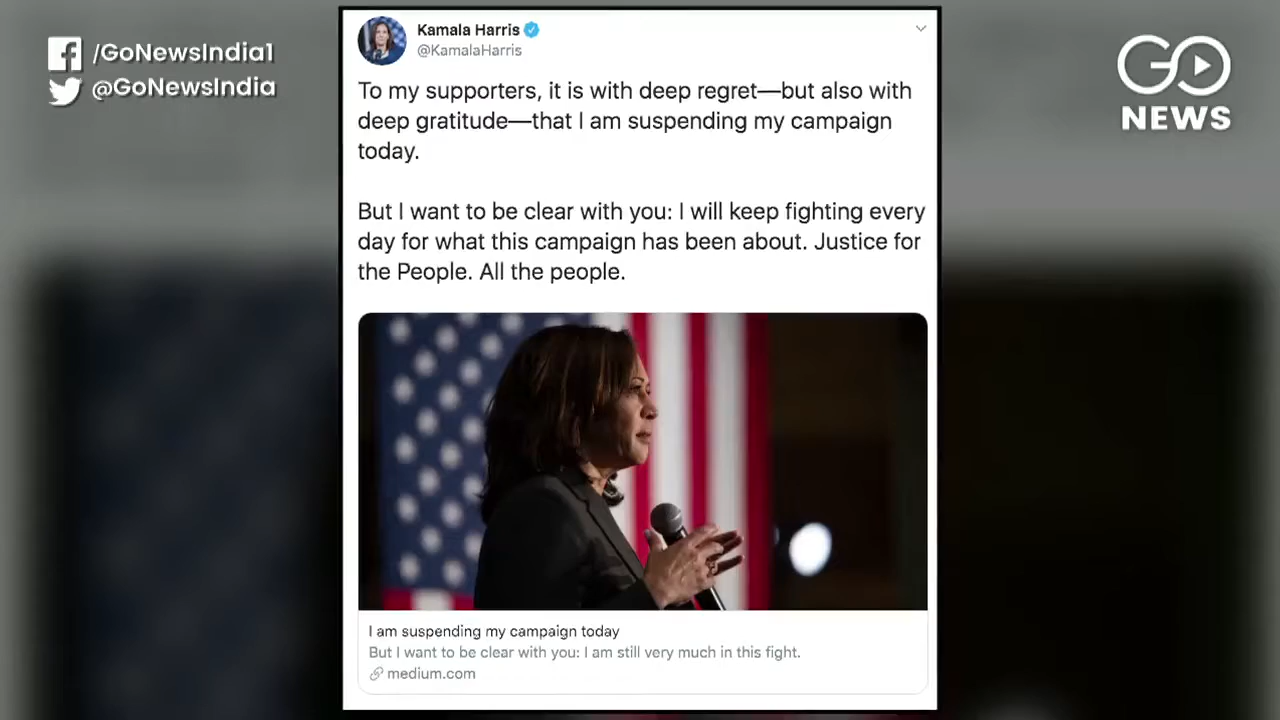 /GoNewsIndia1
@GoNewsIndia
GO
NEWS
Kamala Harris
@KamalaHarris
To my supporters, it is with deep regret—but also with
deep gratitude—that I am suspending my campaign
today.
But I want to be clear with you: I will keep fighting every
day for what this campaign has been about. Justice for
the People. All the people.
I am suspending my campaign today
But I want to be clear with you: I am still very much in this fight.
medium.com